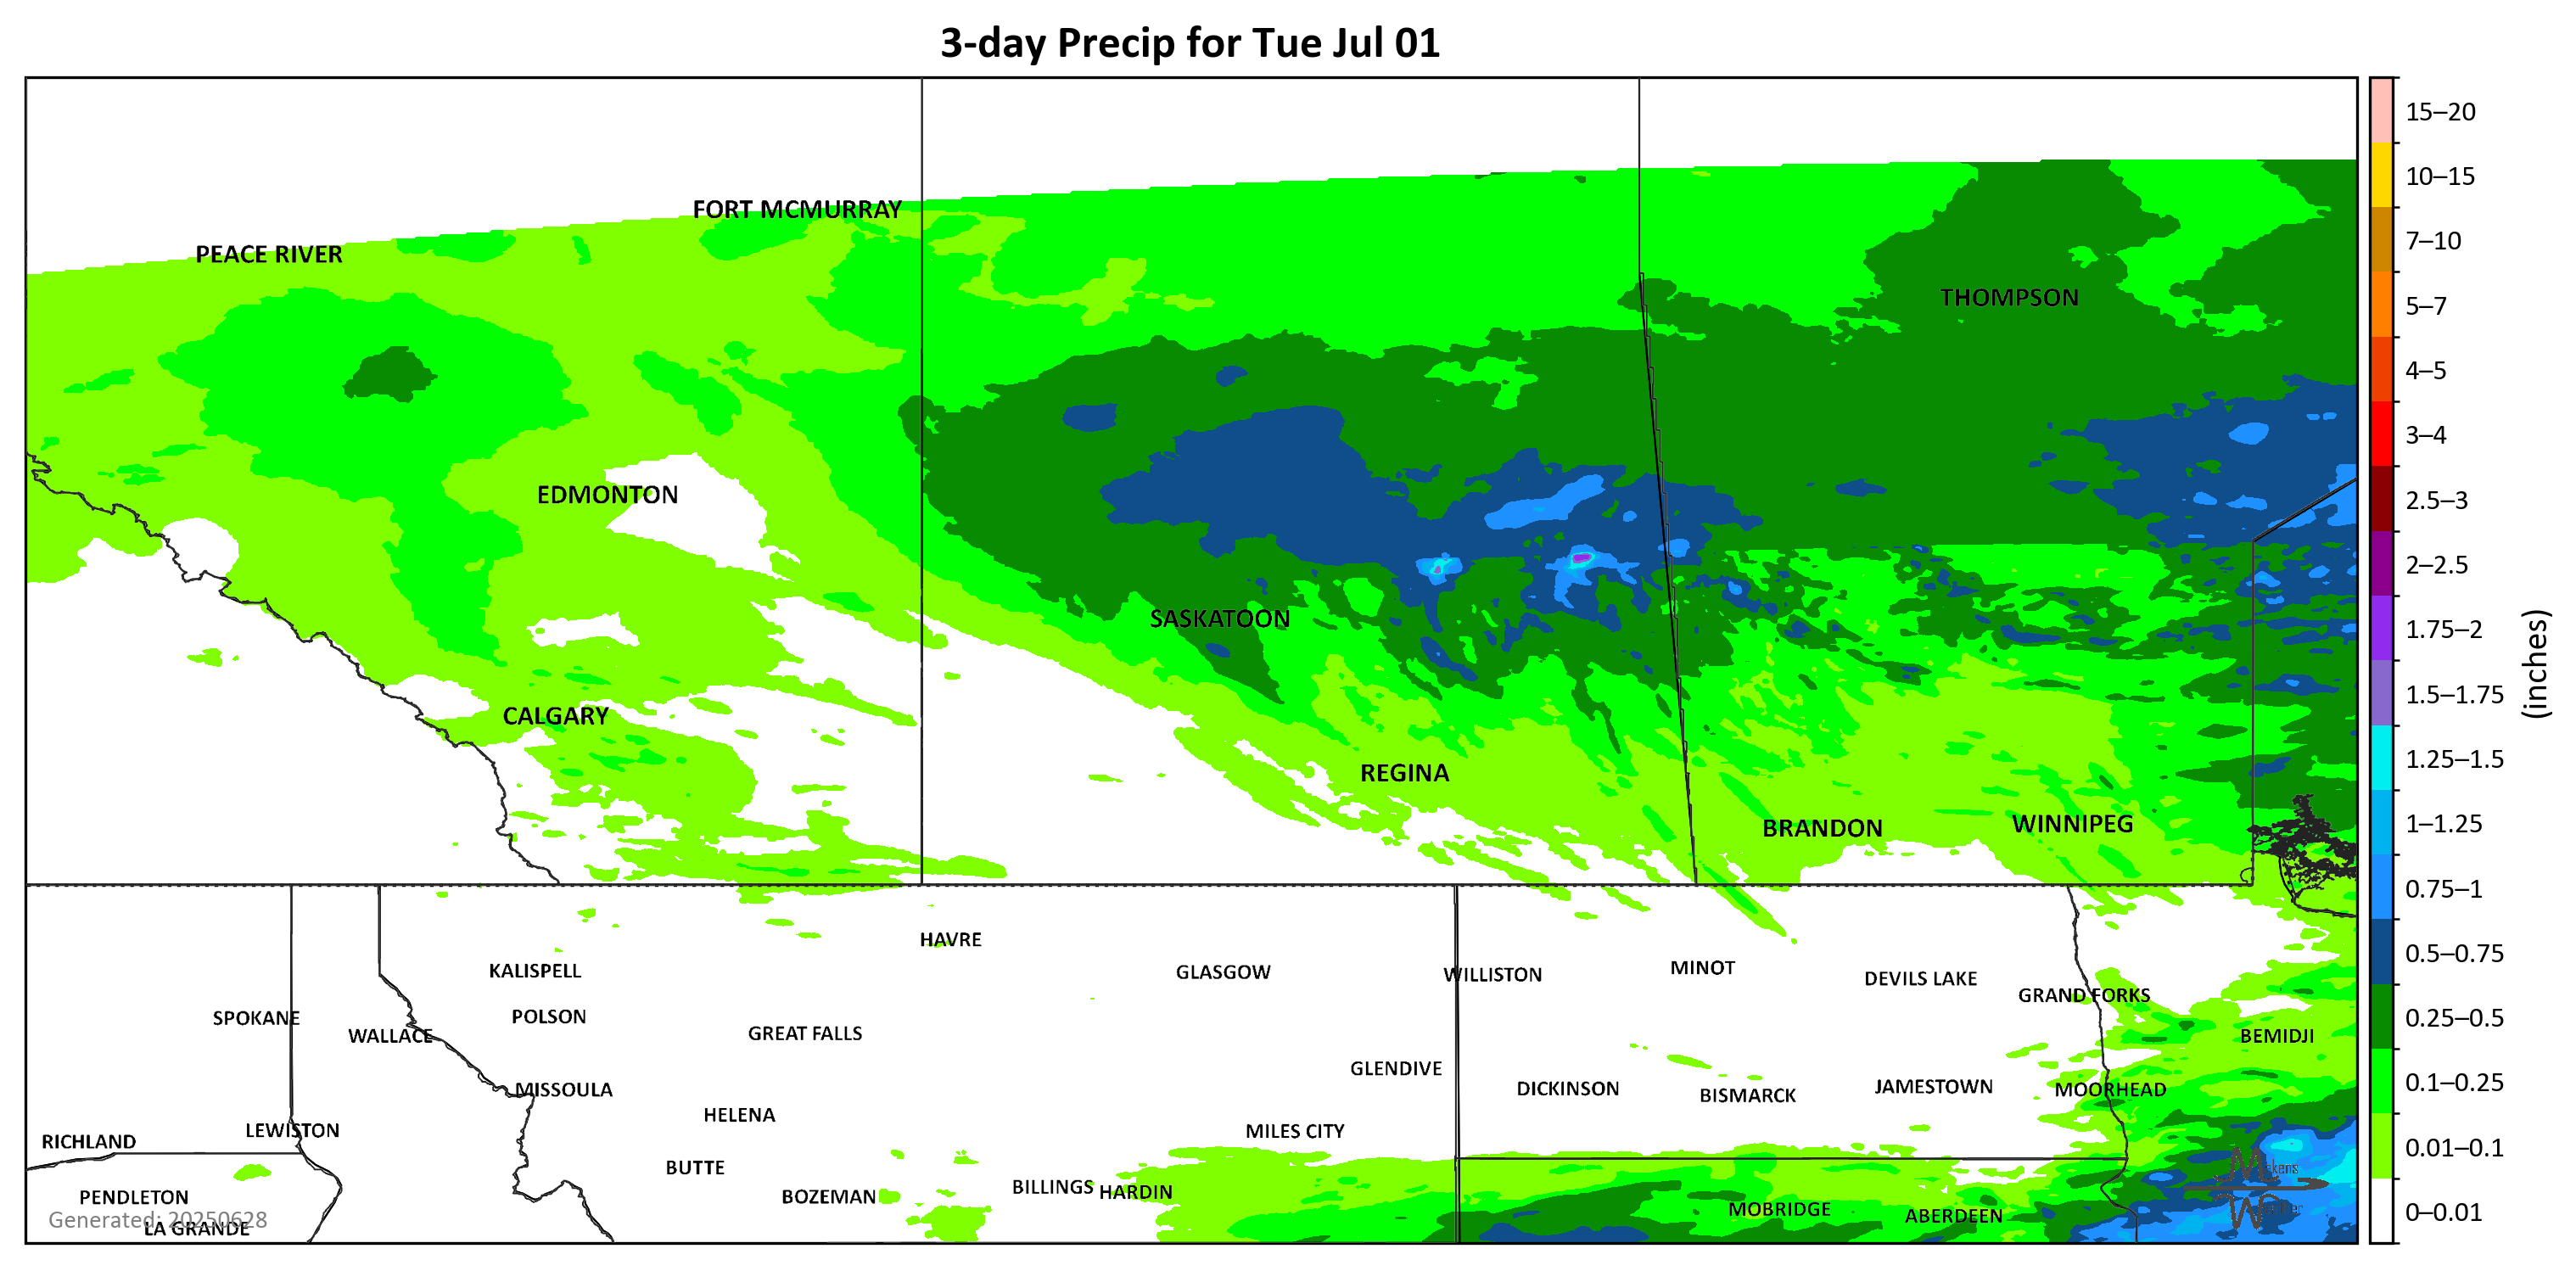 3-day Precip for Tue Jul 01
FORT MCMURRAY
PEACE RIVER
THOMPSON
EDMONTON
SASKATOON
CALGARY
REGINA
BRANDON
WINNIPEG
HAVRE
KALISPELL
GLASGOW
WILLISTON
MINOT
DEVILS LAKE
GRAND FORKS
SPOKANE
POLSON
WALLACE
GREAT FALLS
BEMIDJI
GLENDIVE
MISSOULA
DICKINSON
BISMARCK
JAMESTOWN
MOORHEAD
HELENA
LEWISTON
MILES CITY
RICHLAND
BUTTE
PENDLETON
BOZEMAN
BILLINGS
HARDIN
MOBRIDGE
ABERDEEN
Generated: 20250628
LA GRANDE
15–20
10–15
7–10
5–7
4–5
3–4
2.5–3
2–2.5
1.75–2
1.5–1.75
1.25–1.5
1–1.25
0.75–1
0.5–0.75
0.25–0.5
0.1–0.25
0.01–0.1
0–0.01
(inches)